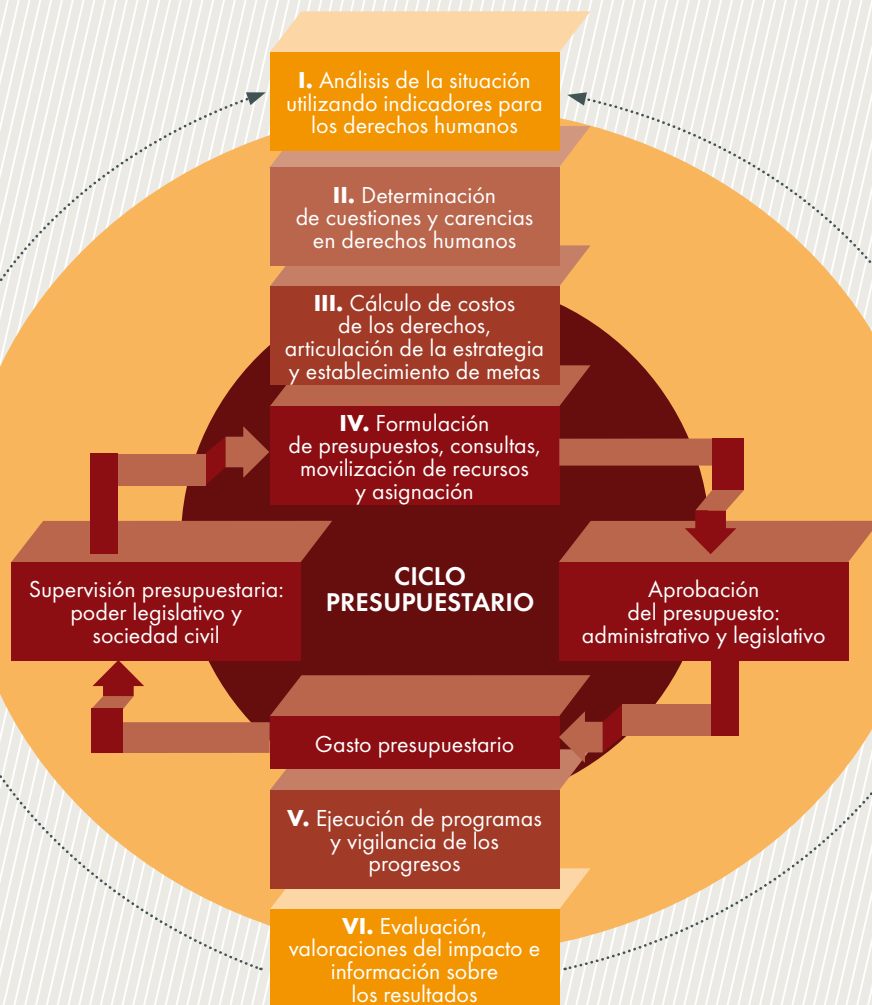 I. Análisis de la situación
utilizando indicadores para
los derechos humanos
II. Determinación
de cuestiones y carencias
en derechos humanos
III. Cálculo de costos
de los derechos,
articulación de la estrategia
y establecimiento de metas
IV. Formulación
de presupuestos, consultas,
movilización de recursos
y asignación
Supervisión presupuestaria:
poder legislativo y
sociedad civil
CICLO
PRESUPUESTARIO
Aprobación
del presupuesto:
administrativo y legislativo
Gasto presupuestario
V. Ejecución de programas
y vigilancia de los
progresos
VI. Evaluación,
valoraciones del impacto e
información sobre
los resultados